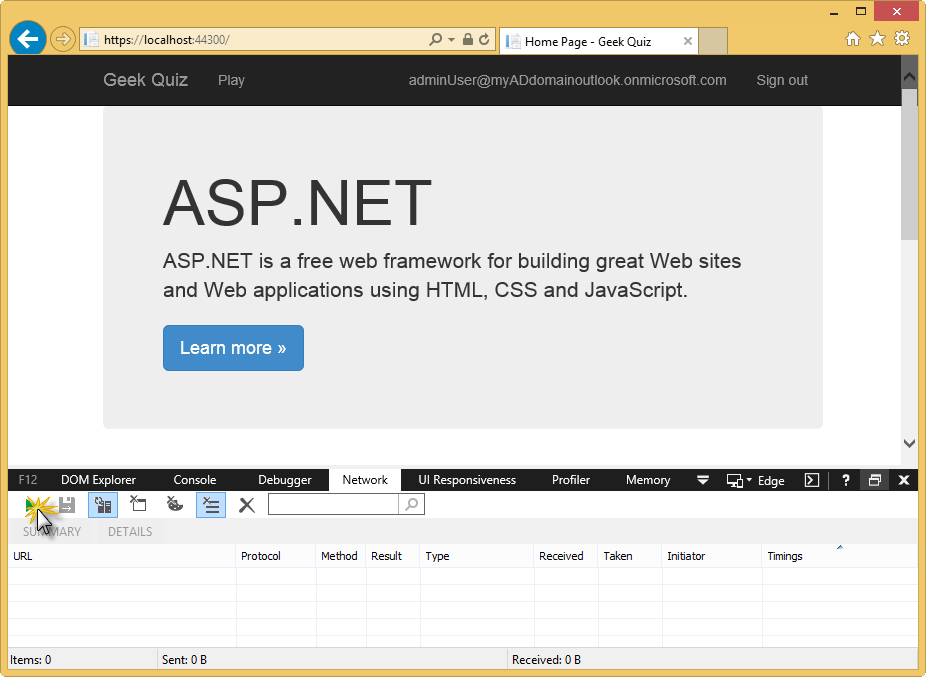 https://localhost:44300/
Home Page - Geek Quiz
Geek Quiz Play adminUser@myADdomainoutlook.onmicrosoft.com Sign out
ASP.NET
ASP.NET is a free web framework for building great Web sites
and Web applications using HTML, CSS and JavaScript.
Learn more »
F12 DOM Explorer Console Debugger Network UI Responsiveness Profiler Memory Edge ?
SUMMARY DETAILS
URL Protocol Method Result Type Received Taken Initiator Timings
Items: 0 Sent: 0 B Received: 0 B